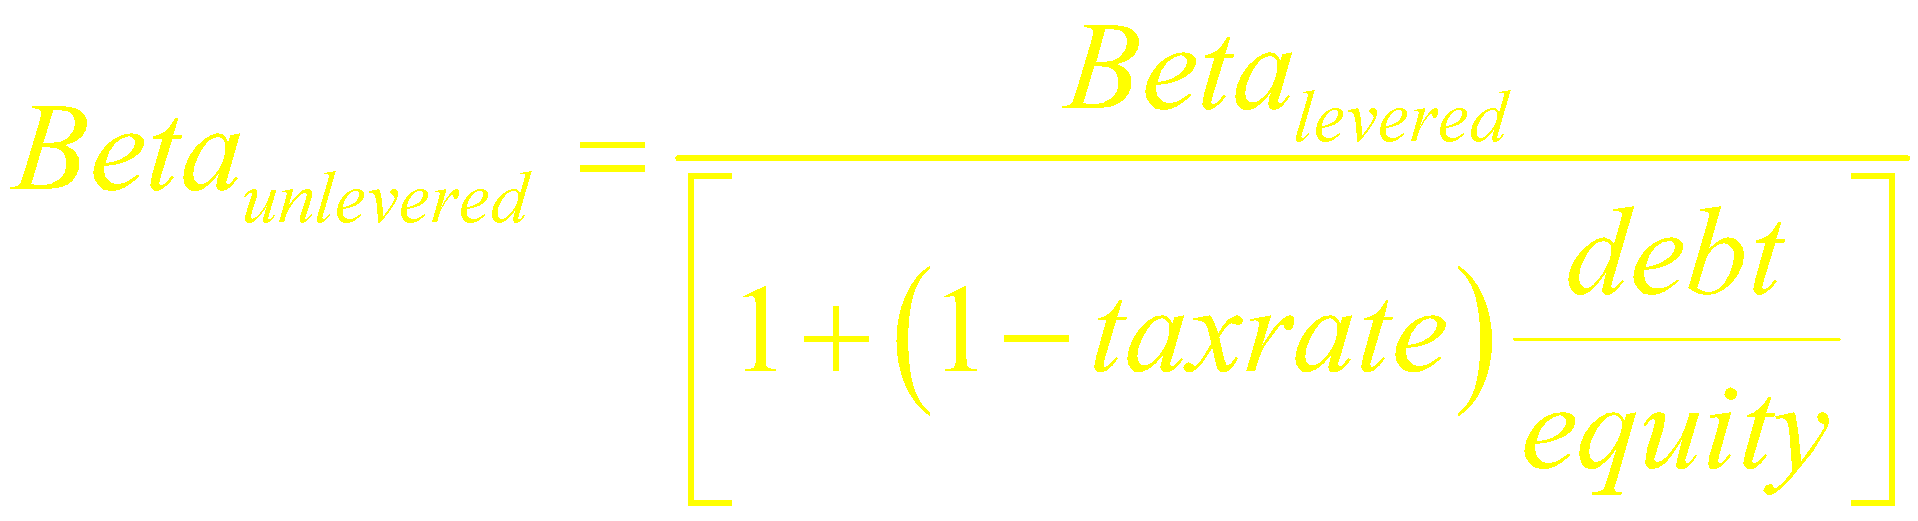 Beta_unlevered = Beta_levered / [1 + (1 − taxrate) debt / equity]